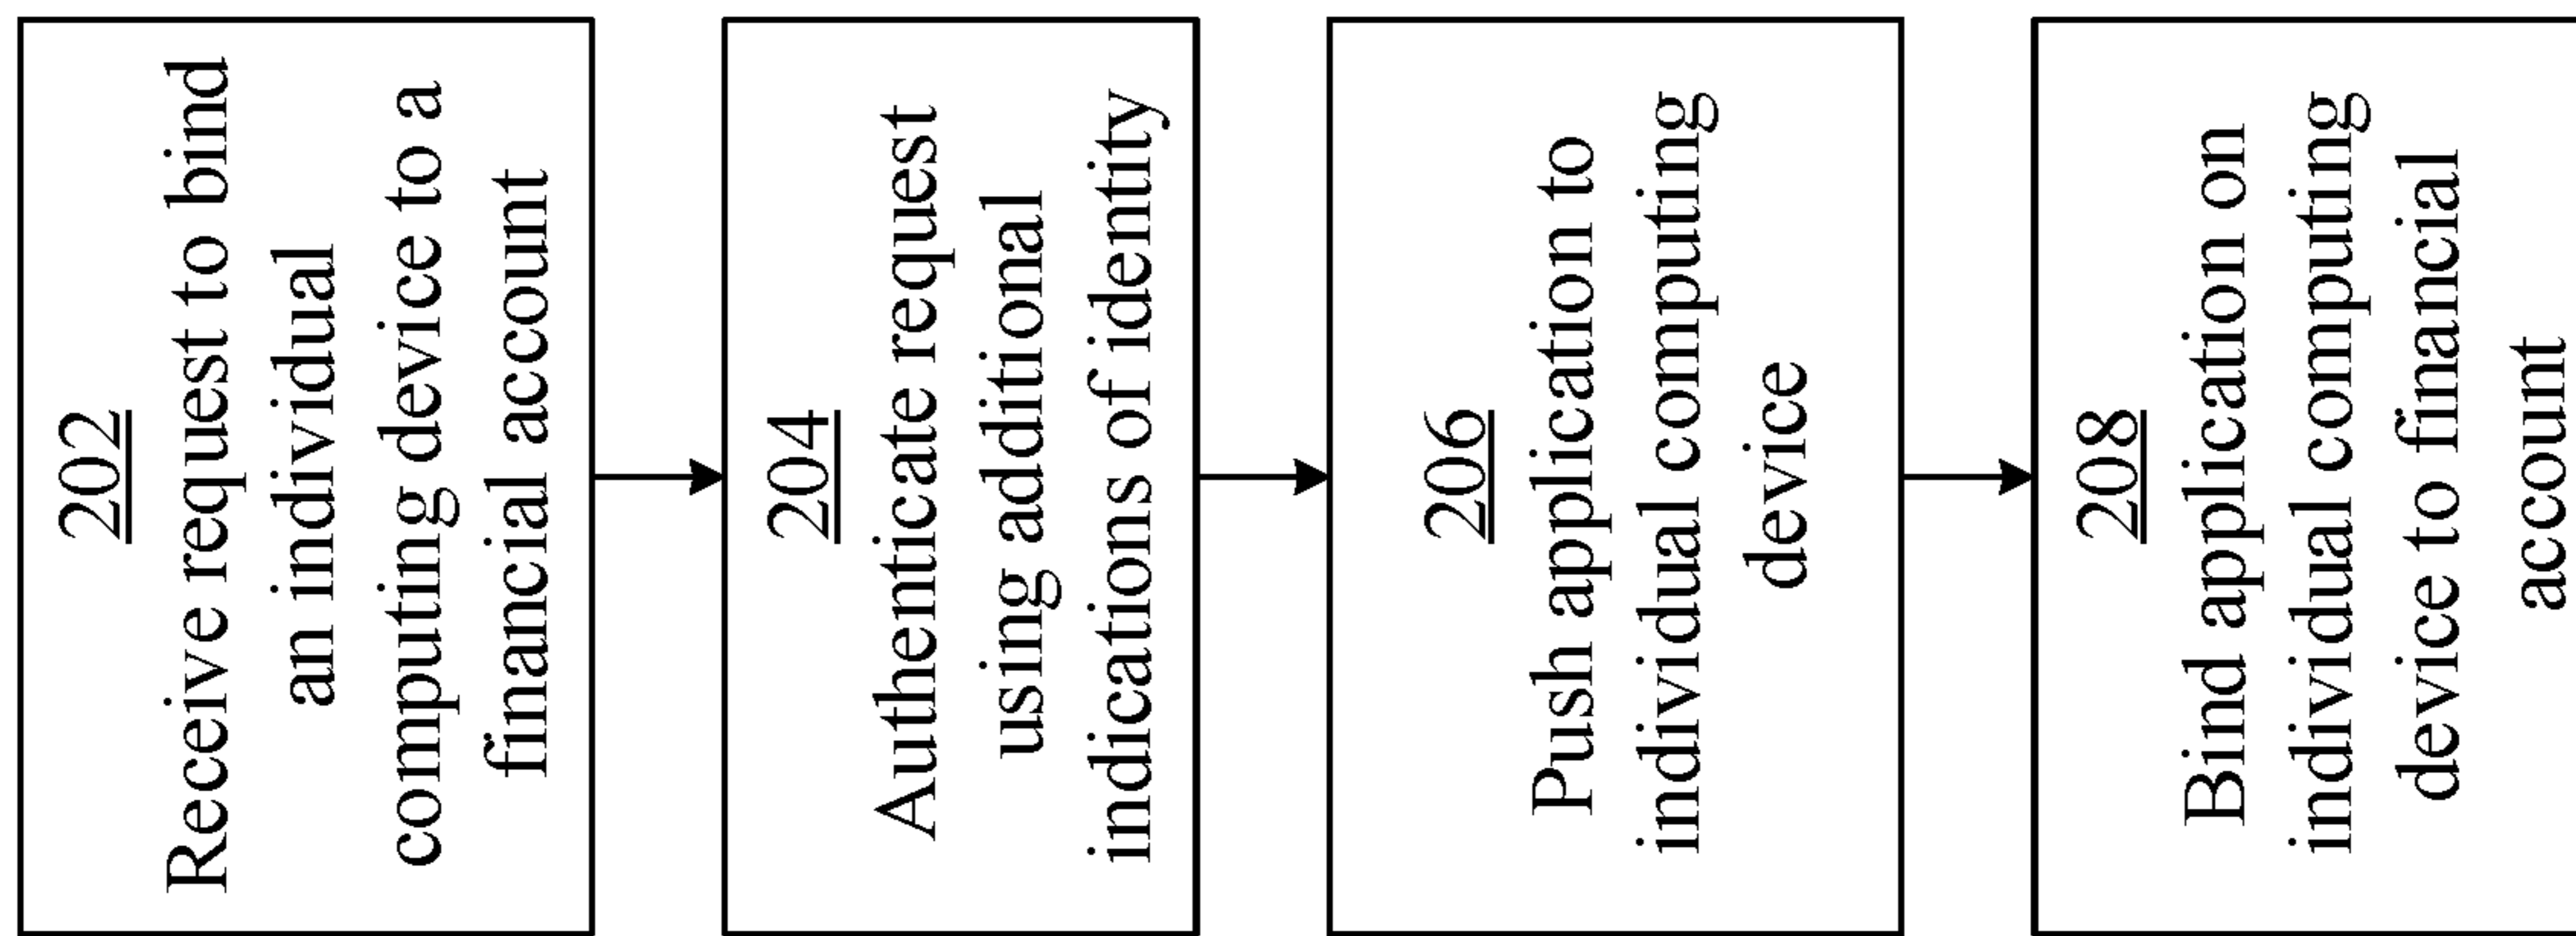 202
Receive request to bind
an individual
computing device to a
financial account
204
Authenticate request
using additional
indications of identity
206
Push application to
individual computing
device
208
Bind application on
individual computing
device to financial
account